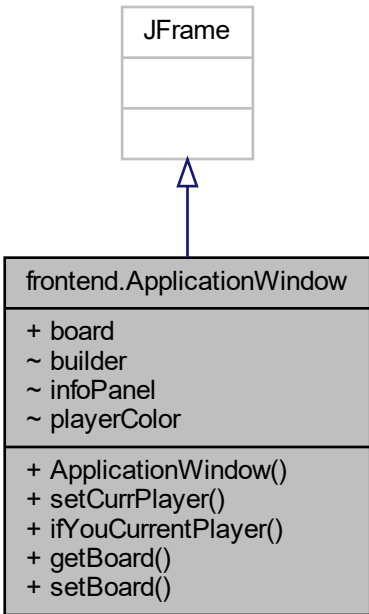 JFrame
frontend.ApplicationWindow
+ board
~ builder
~ infoPanel
~ playerColor
+ ApplicationWindow()
+ setCurrPlayer()
+ ifYouCurrentPlayer()
+ getBoard()
+ setBoard()